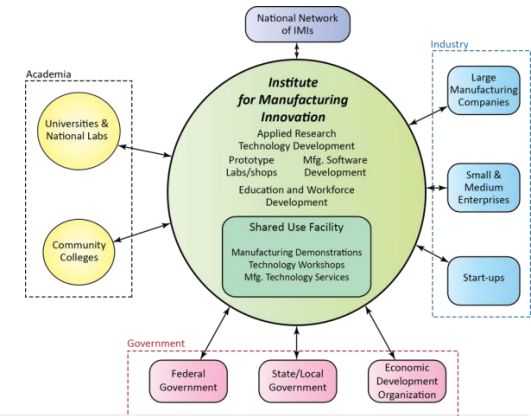 National Network
of IMIs
Industry
Academia
Institute
for Manufacturing
Innovation
Applied Research
Technology Development
Prototype
Labs/shops
Mfg. Software
Development
Education and Workforce
Development
Shared Use Facility
Manufacturing Demonstrations
Technology Workshops
Mfg. Technology Services
Universities &
National Labs
Community
Colleges
Large
Manufacturing
Companies
Small &
Medium
Enterprises
Start-ups
Government
Federal
Government
State/Local
Government
Economic
Development
Organization